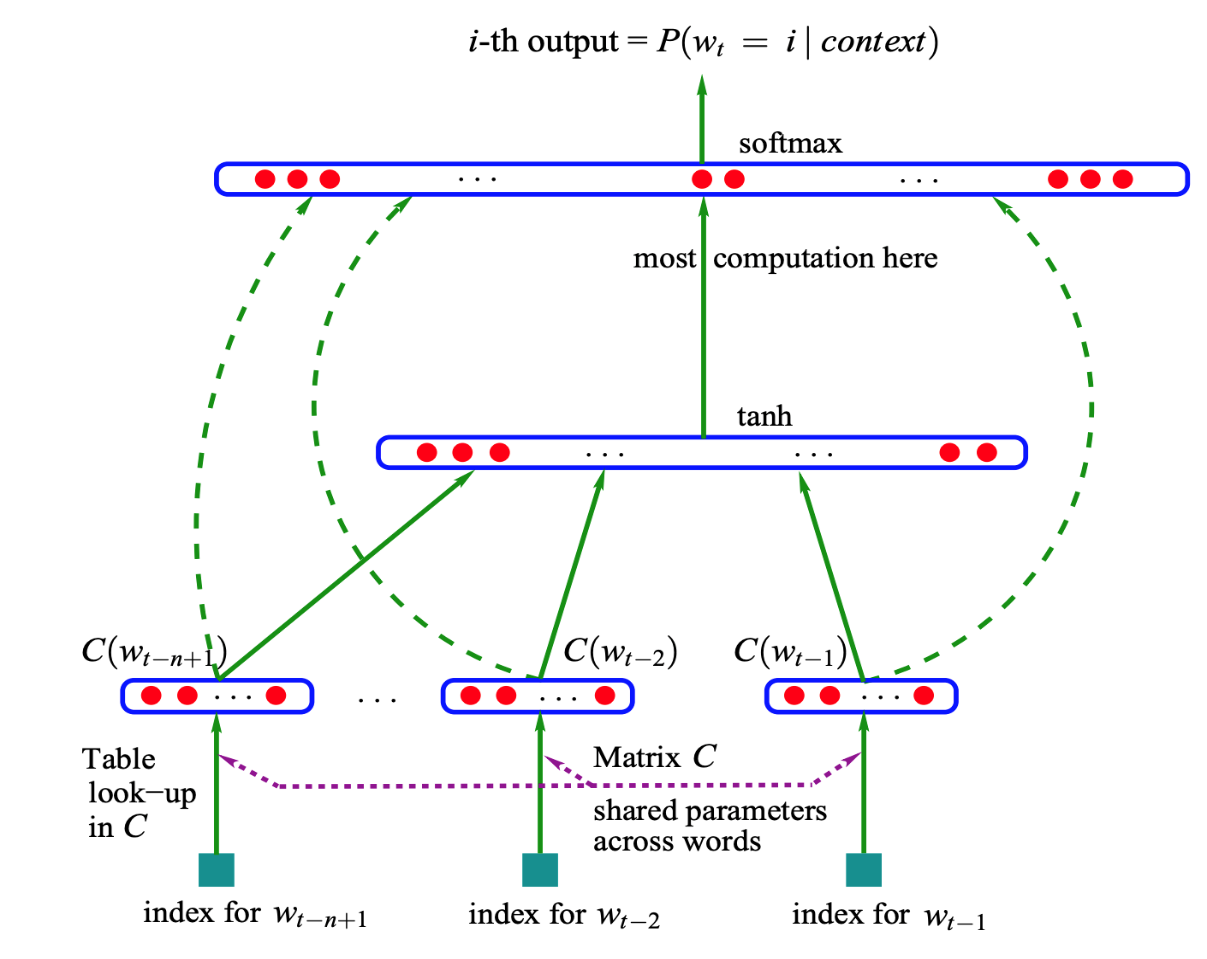 i-th output = P(w_t = i | context)
softmax
. . .
. . .
most computation here
tanh
. . .
. . .
C(w_{t−n+1})
C(w_{t−2})
C(w_{t−1})
. . .
. . .
. . .
. . .
Table
look−up
in C
Matrix C
shared parameters
across words
index for w_{t−n+1}
index for w_{t−2}
index for w_{t−1}